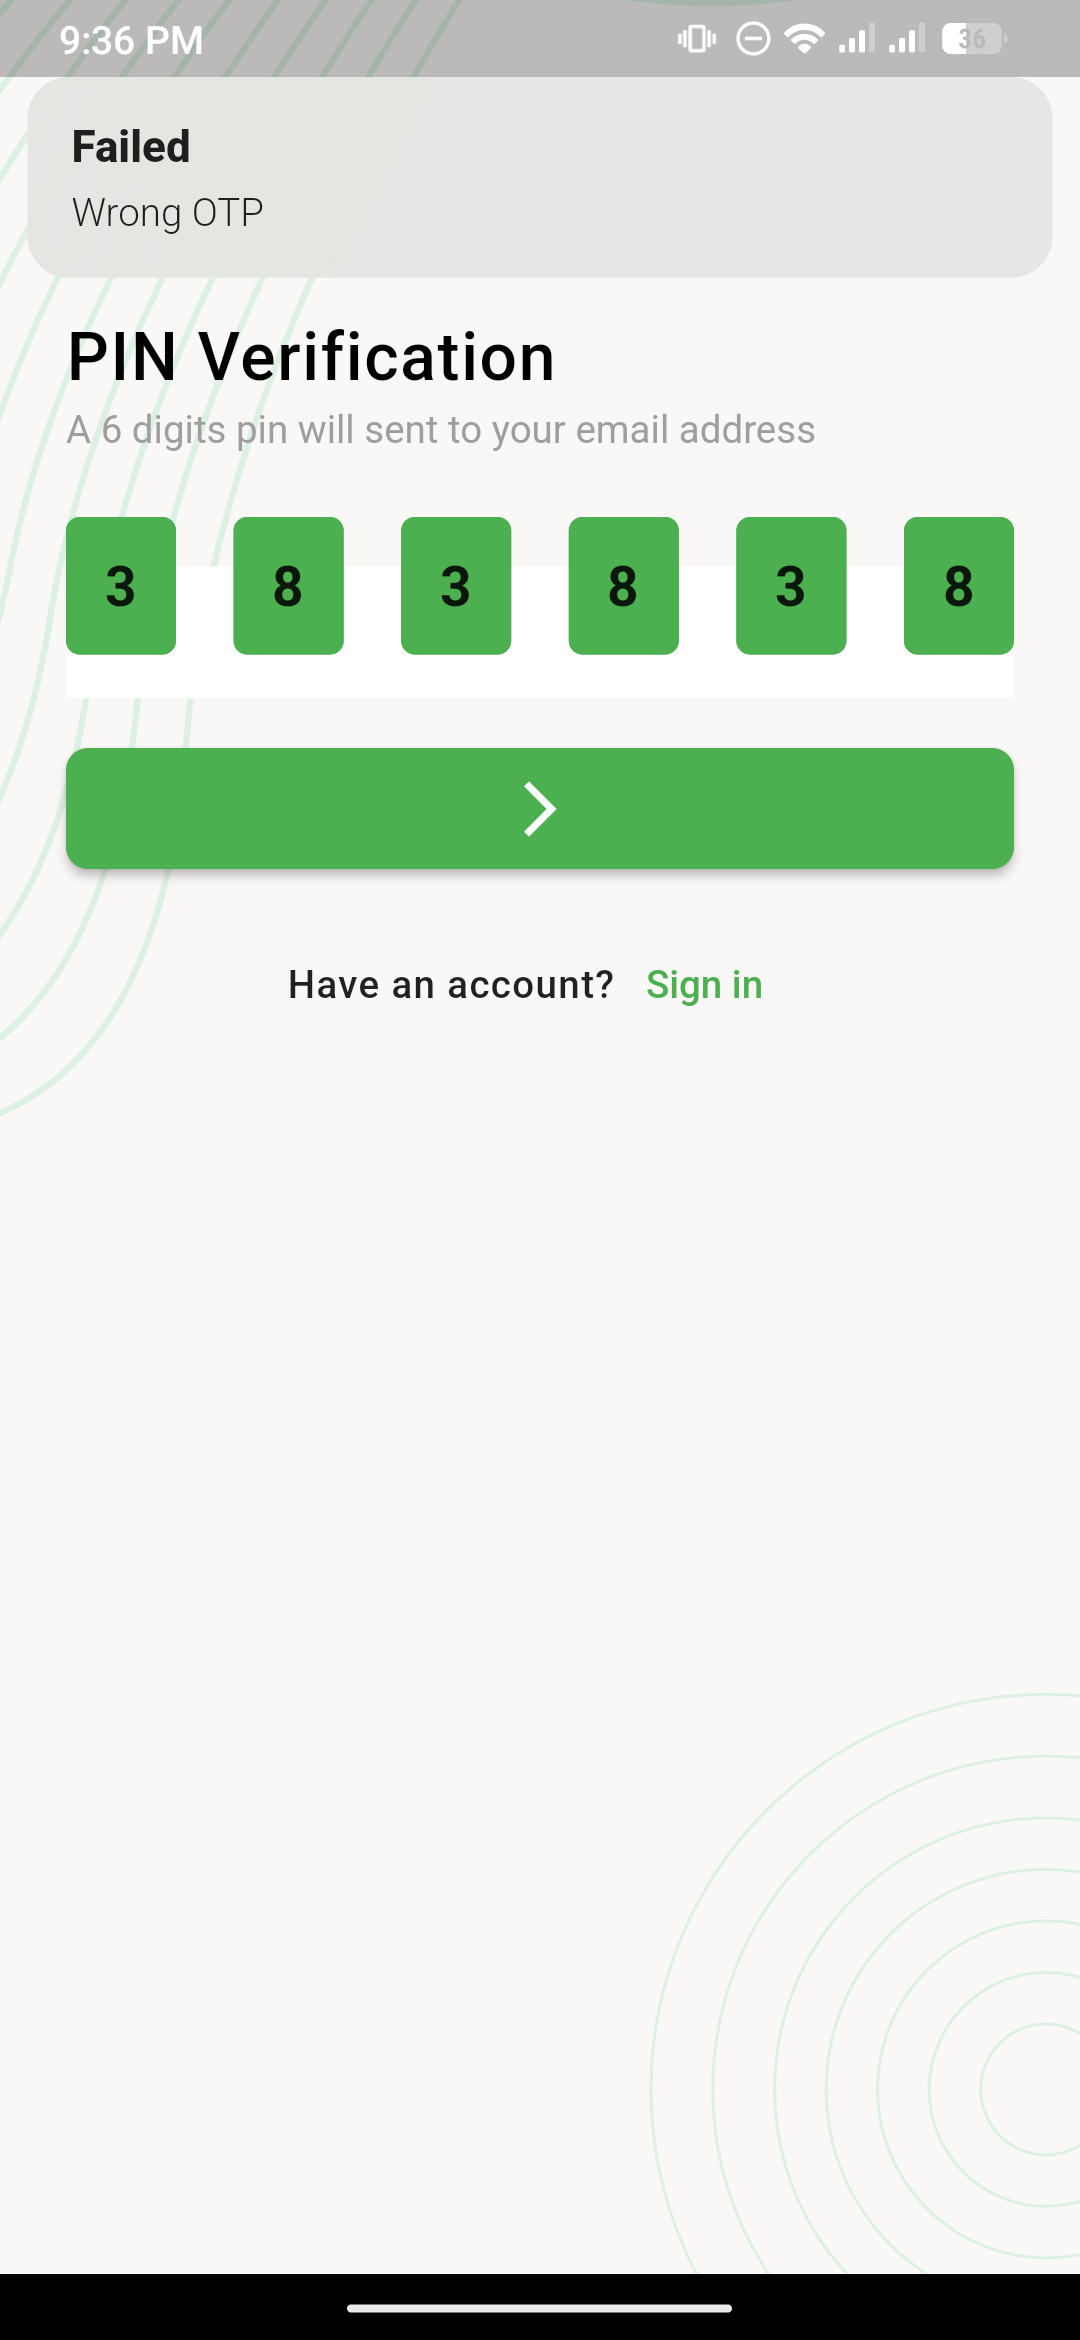 9:36 PM
36
Failed
Wrong OTP
PIN Verification
A 6 digits pin will sent to your email address
3 8 3 8 3 8
Have an account? Sign in